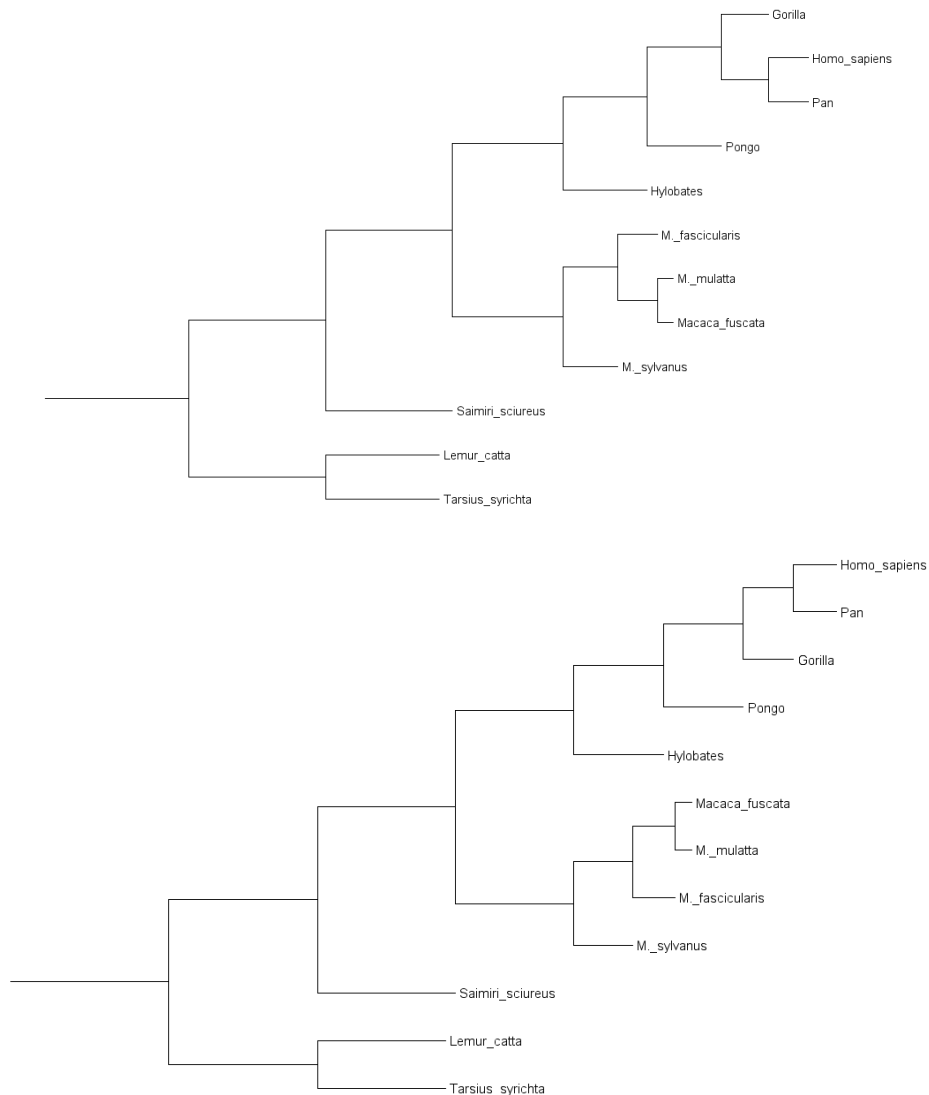 Gorilla
Homo_sapiens
Pan
Pongo
Hylobates
M._fascicularis
M._mulatta
Macaca_fuscata
M._sylvanus
Saimiri_sciureus
Lemur_catta
Tarsius_syrichta
Homo_sapiens
Pan
Gorilla
Pongo
Hylobates
Macaca_fuscata
M._mulatta
M._fascicularis
M._sylvanus
Saimiri_sciureus
Lemur_catta
Tarsius_syrichta